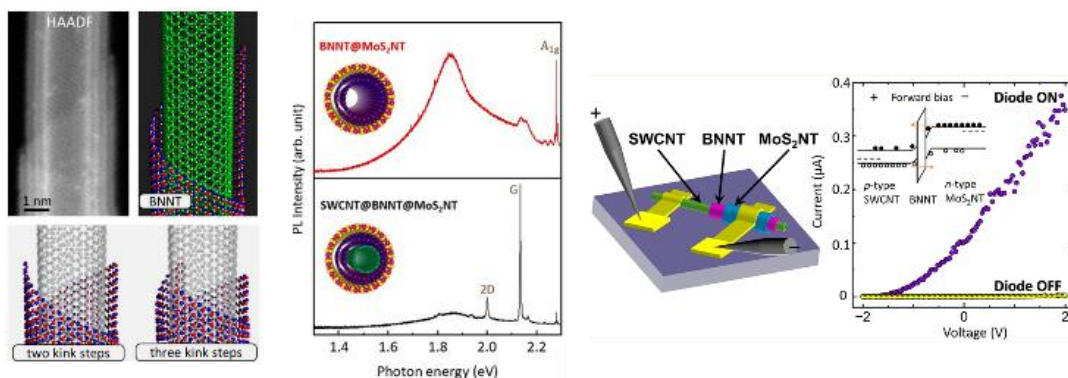 HAADF
1 nm
BNNT
two kink steps
three kink steps
PL Intensity (arb. unit)
BNNT@MoS₂NT
A₁g
SWCNT@BNNT@MoS₂NT
G
2D
1.4 1.6 1.8 2.0 2.2
Photon energy (eV)
+
SWCNT BNNT MoS₂NT
−
Current (µA)
0.4
0.3
0.2
0.1
0
Diode ON
+ Forward bias −
p-type n-type
SWCNT BNNT MoS₂NT
Diode OFF
−2 −1 0 1 2
Voltage (V)